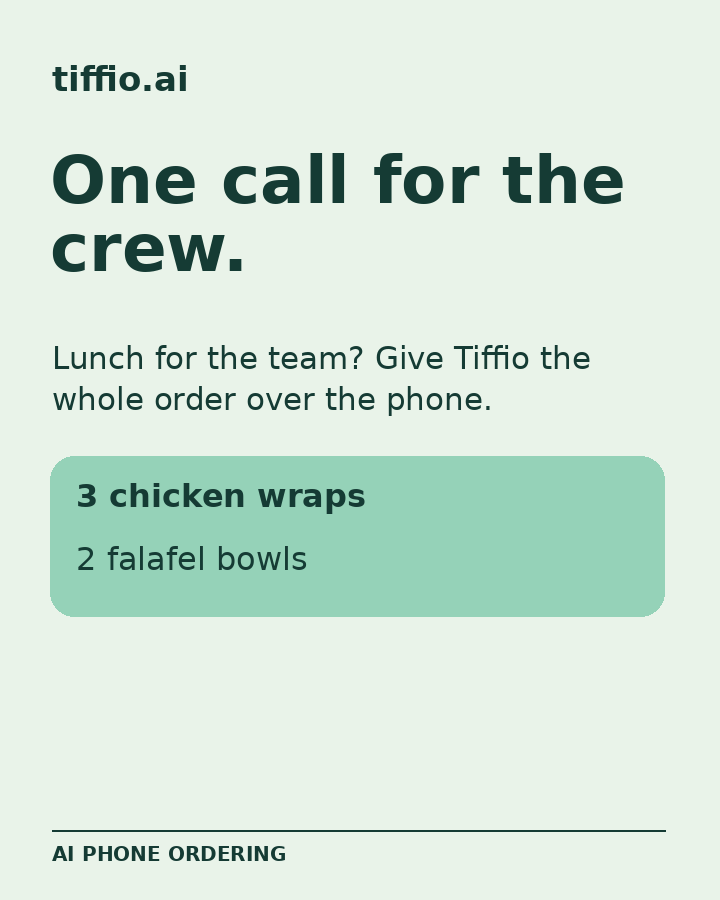 tiffio.ai
One call for the
crew.
Lunch for the team? Give Tiffio the
whole order over the phone.
3 chicken wraps
2 falafel bowls
AI PHONE ORDERING